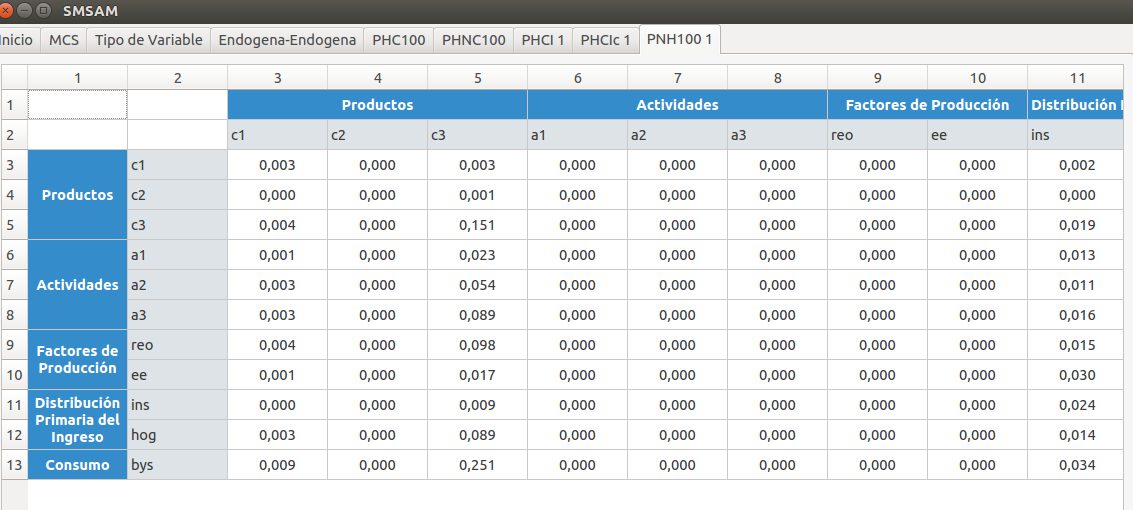 SMSAM
Inicio MCS Tipo de Variable Endogena-Endogena PHC100 PHNC100 PHCI 1 PHCIc 1 PNH100 1
1 2 3 4 5 6 7 8 9 10 11
1 Productos Actividades Factores de Producción Distribución
2 c1 c2 c3 a1 a2 a3 reo ee ins
3 Productos c1 0,003 0,000 0,003 0,000 0,000 0,000 0,000 0,000 0,002
4 c2 0,000 0,000 0,001 0,000 0,000 0,000 0,000 0,000 0,000
5 c3 0,004 0,000 0,151 0,000 0,000 0,000 0,000 0,000 0,019
6 Actividades a1 0,001 0,000 0,023 0,000 0,000 0,000 0,000 0,000 0,013
7 a2 0,003 0,000 0,054 0,000 0,000 0,000 0,000 0,000 0,011
8 a3 0,003 0,000 0,089 0,000 0,000 0,000 0,000 0,000 0,016
9 Factores de Producción reo 0,004 0,000 0,098 0,000 0,000 0,000 0,000 0,000 0,015
10 ee 0,001 0,000 0,017 0,000 0,000 0,000 0,000 0,000 0,030
11 Distribución Primaria del Ingreso ins 0,000 0,000 0,009 0,000 0,000 0,000 0,000 0,000 0,024
12 hog 0,003 0,000 0,089 0,000 0,000 0,000 0,000 0,000 0,014
13 Consumo bys 0,009 0,000 0,251 0,000 0,000 0,000 0,000 0,000 0,034